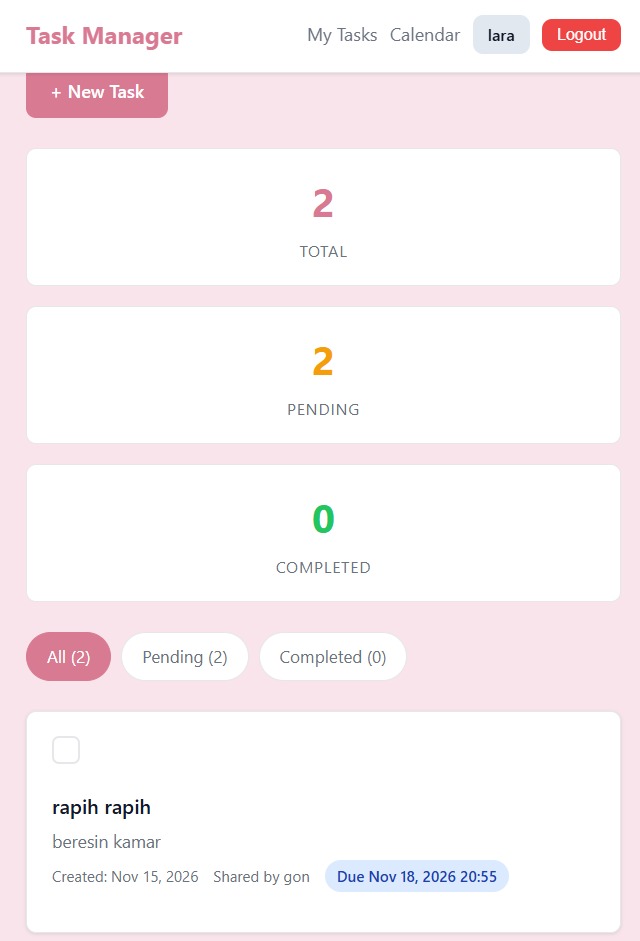 Task Manager
My Tasks Calendar lara Logout
+ New Task
2
TOTAL
2
PENDING
0
COMPLETED
All (2) Pending (2) Completed (0)
rapih rapih
beresin kamar
Created: Nov 15, 2026 Shared by gon Due Nov 18, 2026 20:55